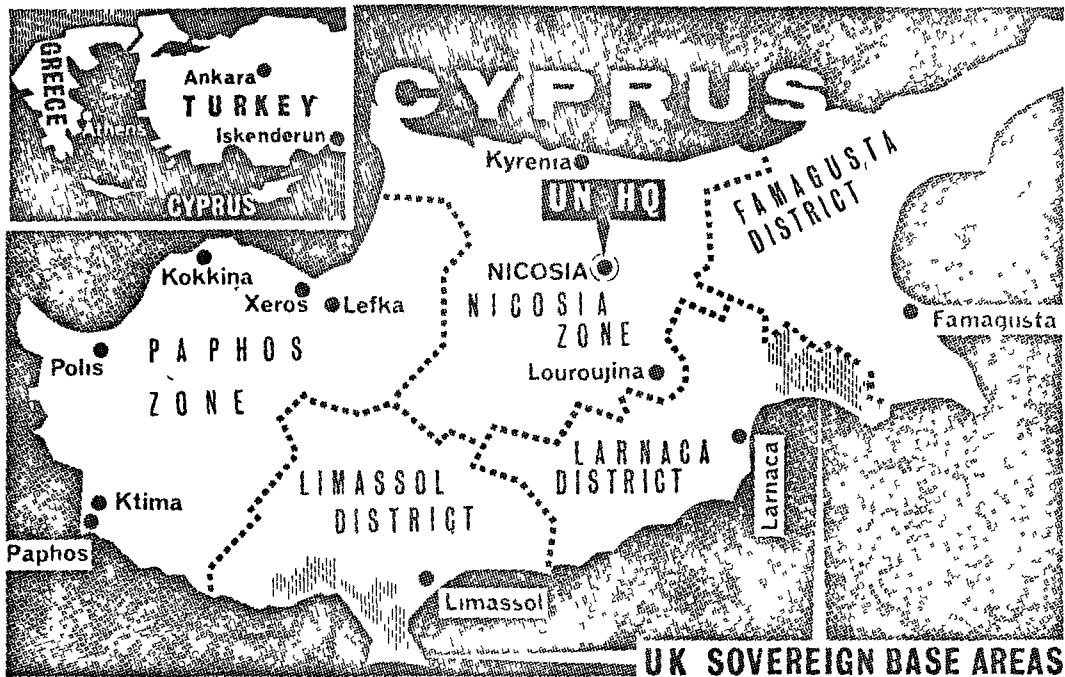 GREECE
Athens
Ankara
TURKEY
Iskenderun
CYPRUS
CYPRUS
Kyrenia
UN HQ
FAMAGUSTA
DISTRICT
Kokkina
Xeros
Lefka
NICOSIA
NICOSIA
ZONE
Famagusta
Polis
PAPHOS
ZONE
Louroujina
LARNACA
DISTRICT
Larnaca
LIMASSOL
DISTRICT
Ktima
Paphos
Limassol
UK SOVEREIGN BASE AREAS